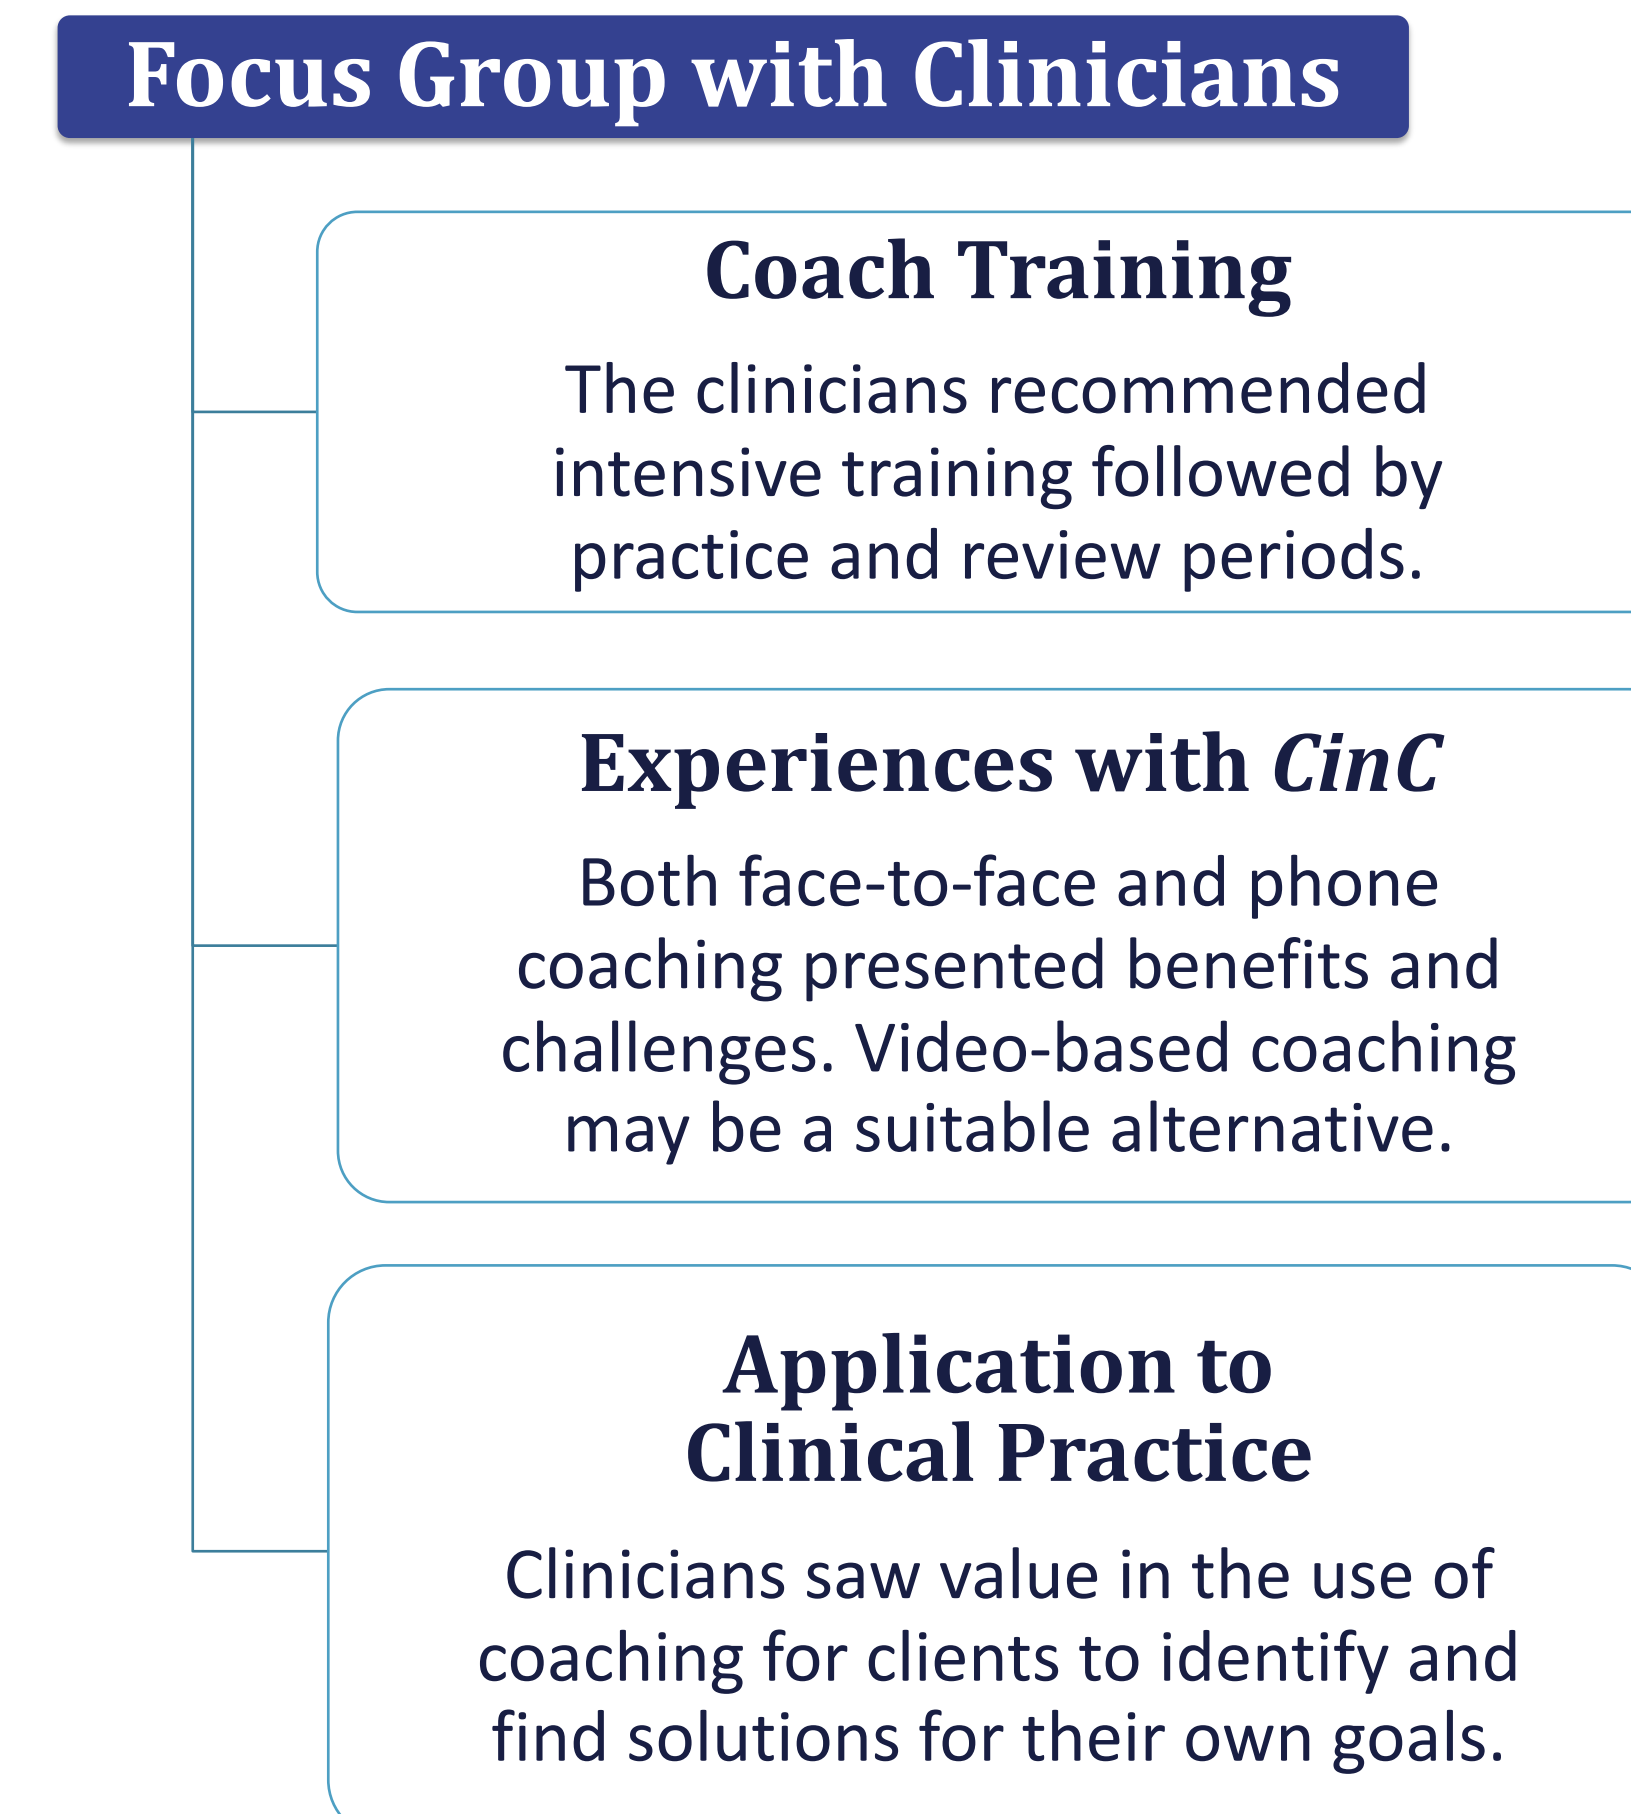 Focus Group with Clinicians
Coach Training
The clinicians recommended
intensive training followed by
practice and review periods.
Experiences with CinC
Both face-to-face and phone
coaching presented benefits and
challenges. Video-based coaching
may be a suitable alternative.
Application to
Clinical Practice
Clinicians saw value in the use of
coaching for clients to identify and
find solutions for their own goals.